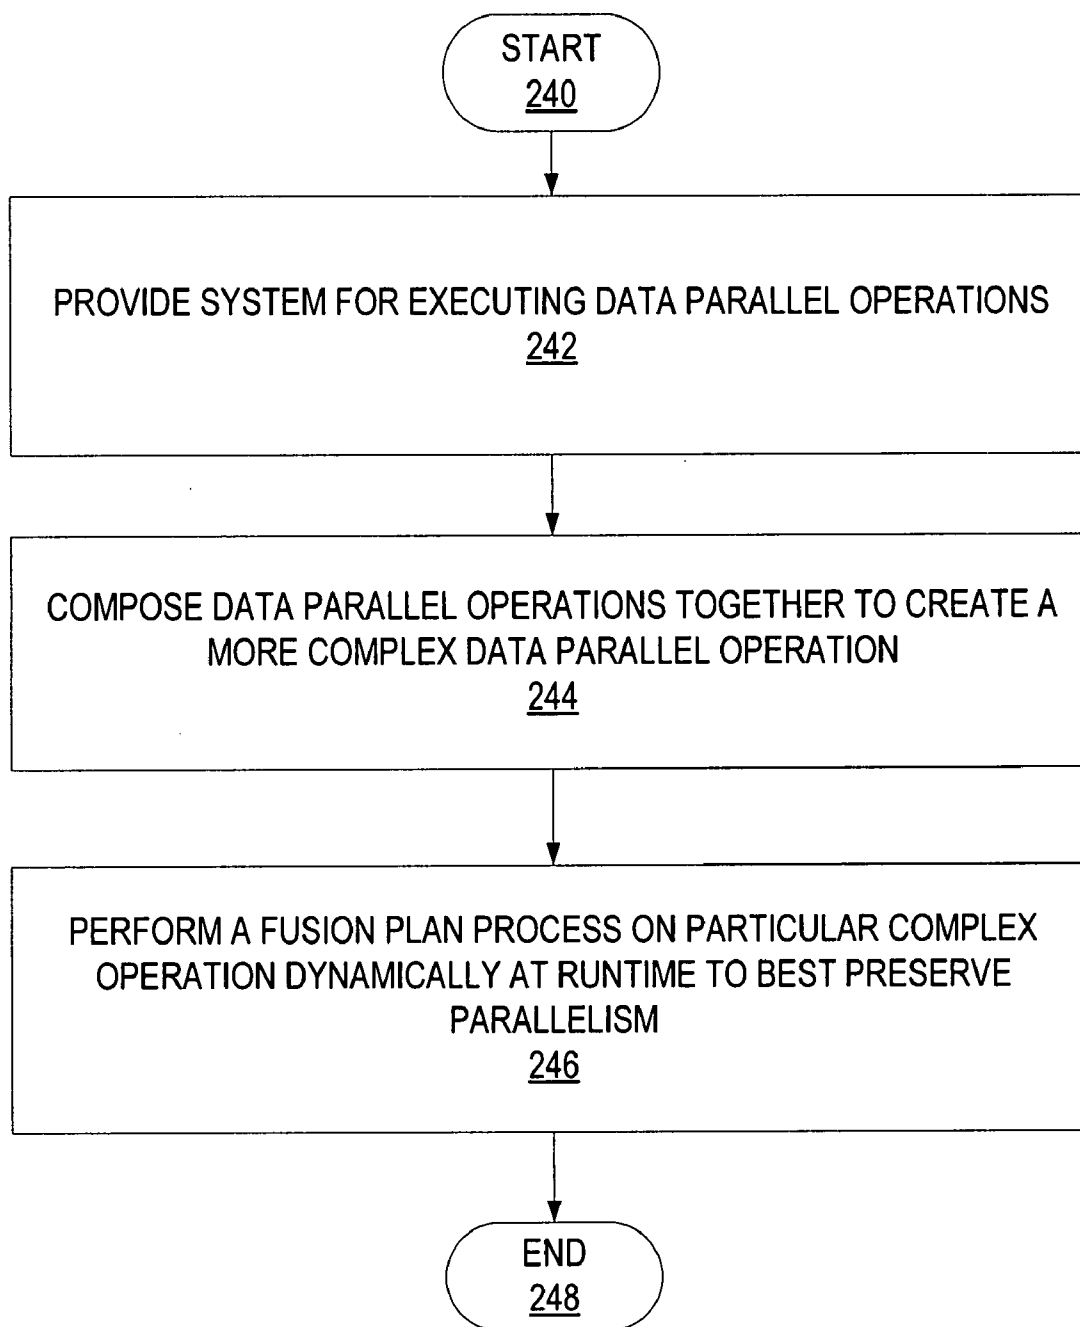 START
240
PROVIDE SYSTEM FOR EXECUTING DATA PARALLEL OPERATIONS
242
COMPOSE DATA PARALLEL OPERATIONS TOGETHER TO CREATE A
MORE COMPLEX DATA PARALLEL OPERATION
244
PERFORM A FUSION PLAN PROCESS ON PARTICULAR COMPLEX
OPERATION DYNAMICALLY AT RUNTIME TO BEST PRESERVE
PARALLELISM
246
END
248